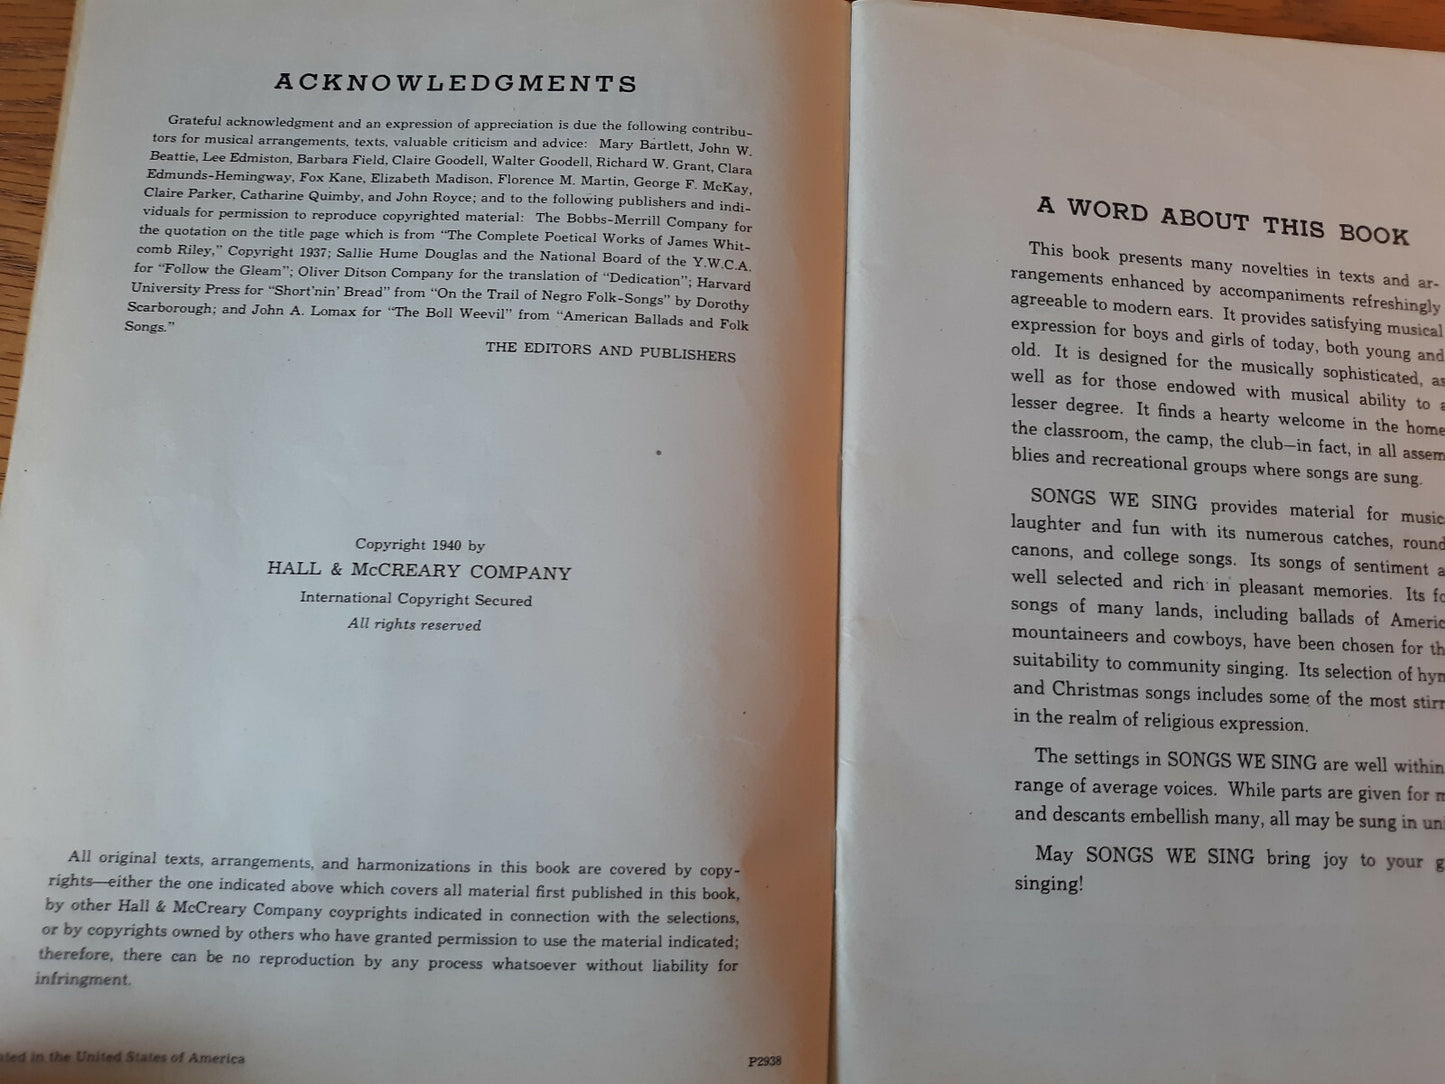 ACKNOWLEDGMENTS
Grateful acknowledgment and an expression of appreciation is due the following contribu-
tors for musical arrangements, texts, valuable criticism and advice: Mary Bartlett, John W.
Beattie, Lee Edmiston, Barbara Field, Claire Goodell, Walter Goodell, Richard W. Grant, Clara
Edmunds-Hemingway, Fox Kane, Elizabeth Madison, Florence M. Martin, George F. McKay,
Claire Parker, Catharine Quimby, and John Royce; and to the following publishers and indi-
viduals for permission to reproduce copyrighted material: The Bobbs-Merrill Company for
the quotation on the title page which is from "The Complete Poetical Works of James Whit-
comb Riley," Copyright 1937; Sallie Hume Douglas and the National Board of the Y.W.C.A.
for "Follow the Gleam"; Oliver Ditson Company for the translation of "Dedication"; Harvard
University Press for "Short'nin' Bread" from "On the Trail of Negro Folk-Songs" by Dorothy
Scarborough; and John A. Lomax for "The Boll Weevil" from "American Ballads and Folk
Songs."
THE EDITORS AND PUBLISHERS
Copyright 1940 by
HALL & McCREARY COMPANY
International Copyright Secured
All rights reserved
All original texts, arrangements, and harmonizations in this book are covered by copy-
rights—either the one indicated above which covers all material first published in this book,
by other Hall & McCreary Company coyprights indicated in connection with the selections,
or by copyrights owned by others who have granted permission to use the material indicated;
therefore, there can be no reproduction by any process whatsoever without liability for
infringment.
in the United States of America
P2938
A WORD ABOUT THIS BOOK
This book presents many novelties in texts and ar-
rangements enhanced by accompaniments refreshingly
agreeable to modern ears. It provides satisfying musical
expression for boys and girls of today, both young and
old. It is designed for the musically sophisticated, as
well as for those endowed with musical ability to a
lesser degree. It finds a hearty welcome in the home
the classroom, the camp, the club—in fact, in all assem
blies and recreational groups where songs are sung.
SONGS WE SING provides material for music
laughter and fun with its numerous catches, round
canons, and college songs. Its songs of sentiment a
well selected and rich in pleasant memories. Its fo
songs of many lands, including ballads of Americ
mountaineers and cowboys, have been chosen for th
suitability to community singing. Its selection of hym
and Christmas songs includes some of the most stirr
in the realm of religious expression.
The settings in SONGS WE SING are well within
range of average voices. While parts are given for m
and descants embellish many, all may be sung in uni
May SONGS WE SING bring joy to your g
singing!